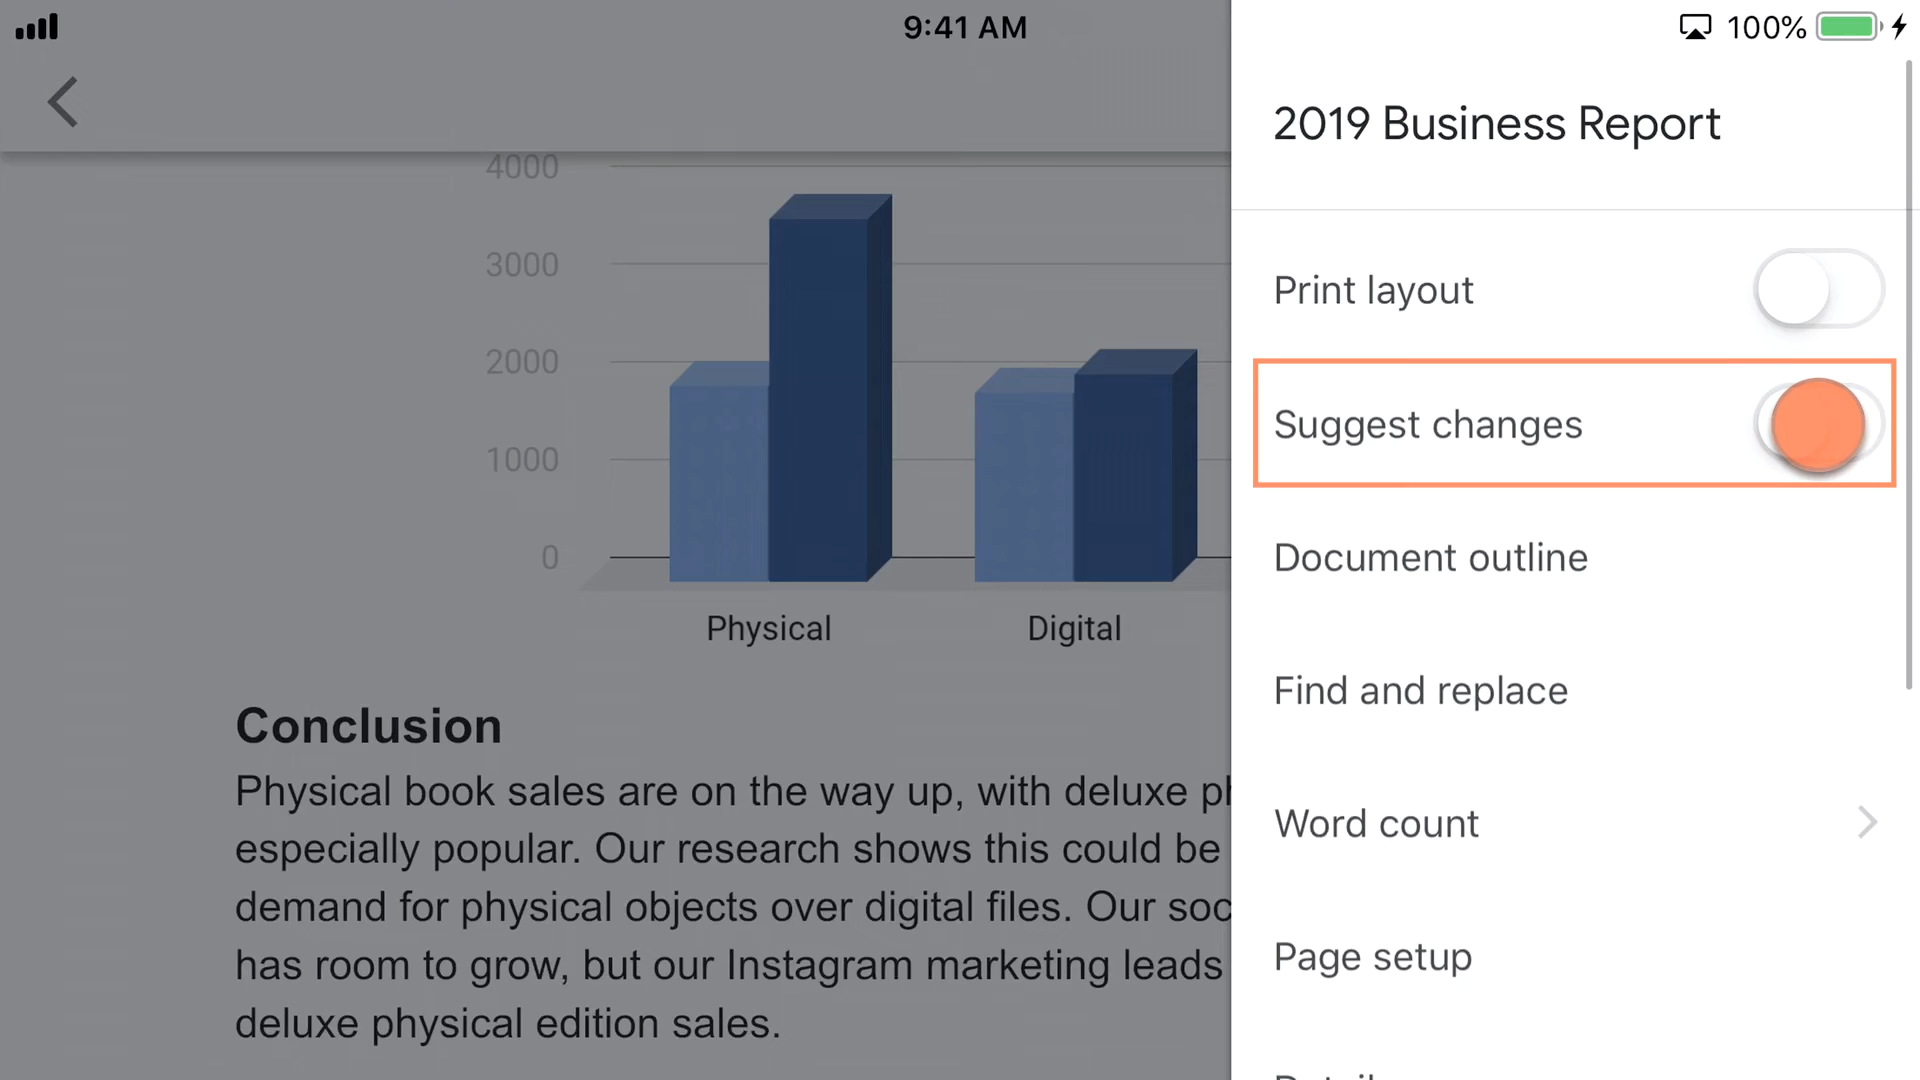 9:41 AM
100%
2019 Business Report
Print layout
Suggest changes
Document outline
Find and replace
Word count
Page setup
4000
3000
2000
1000
0
Physical
Digital
Conclusion
Physical book sales are on the way up, with deluxe
especially popular. Our research shows this could be
demand for physical objects over digital files. Our
has room to grow, but our Instagram marketing leads
deluxe physical edition sales.